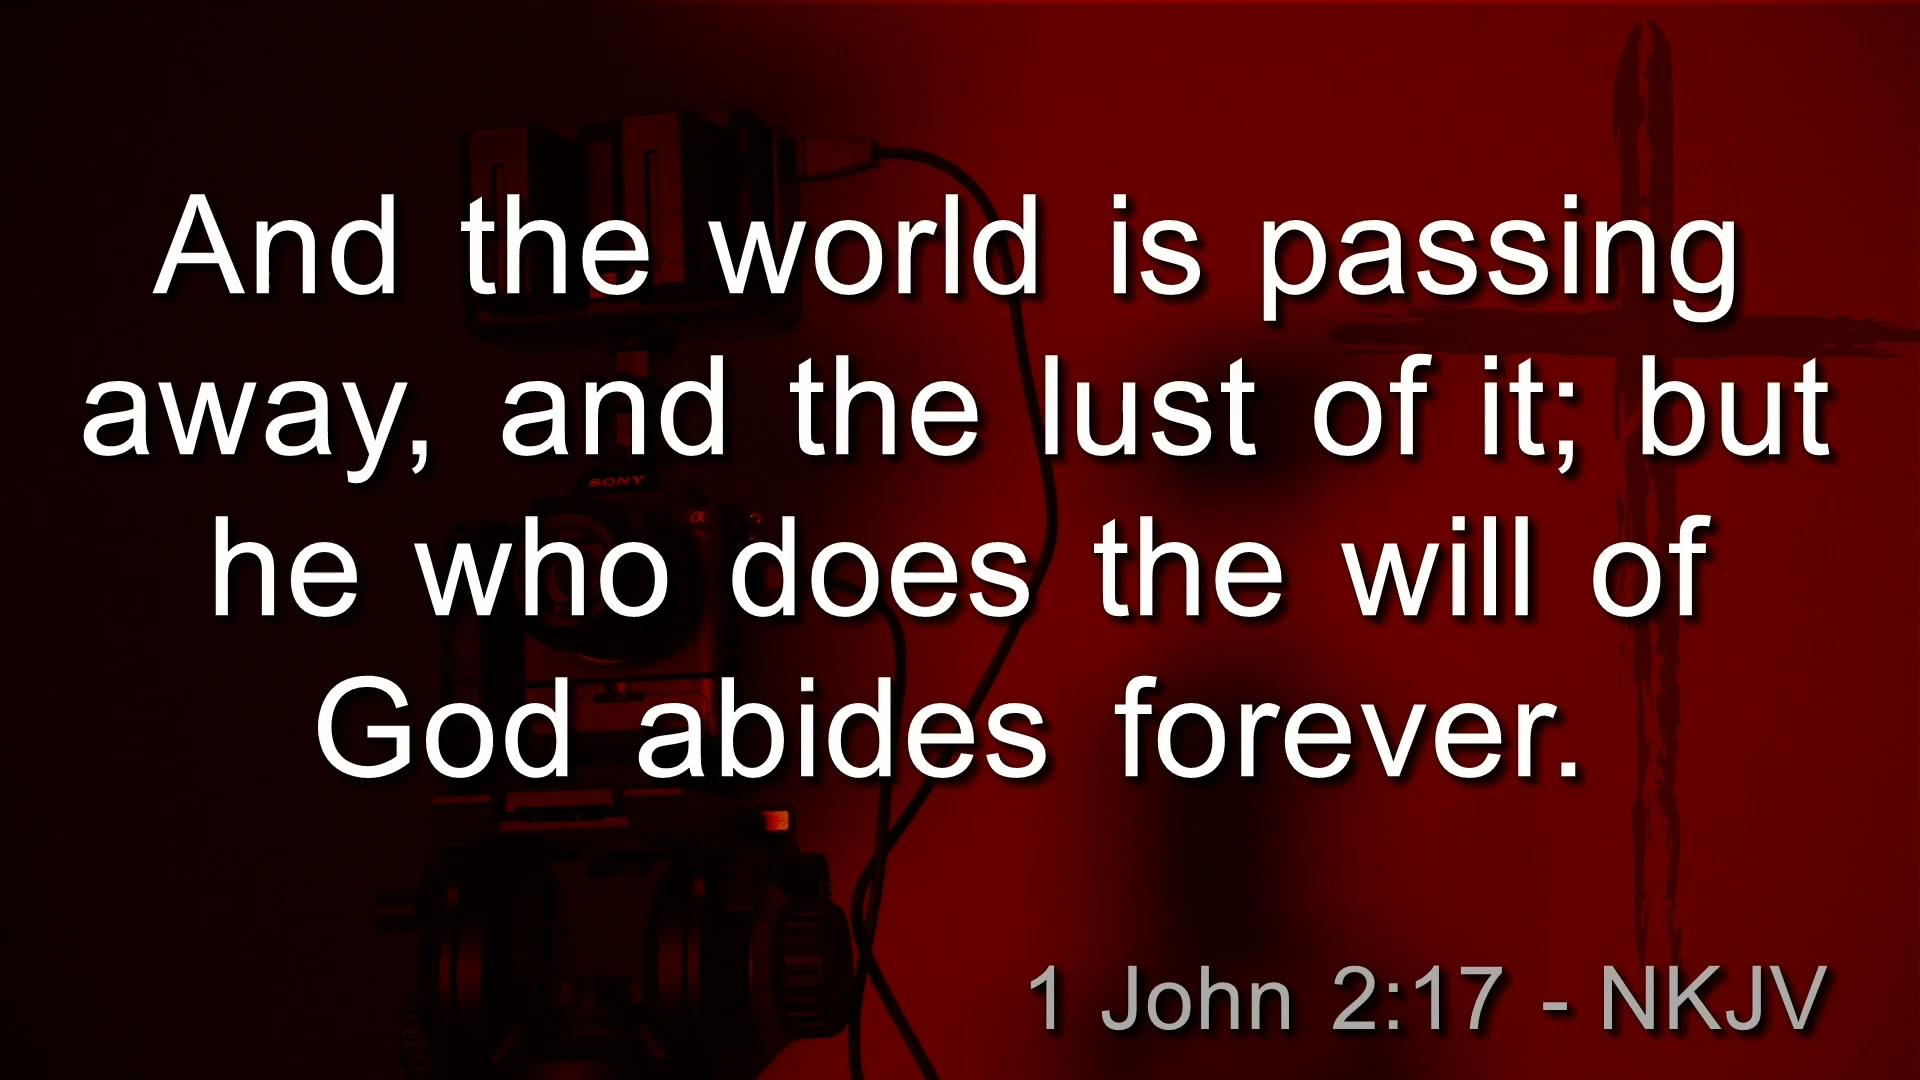 And the world is passing
away, and the lust of it; but
SONY
α
he who does the will of
God abides forever.
1 John 2:17 - NKJV